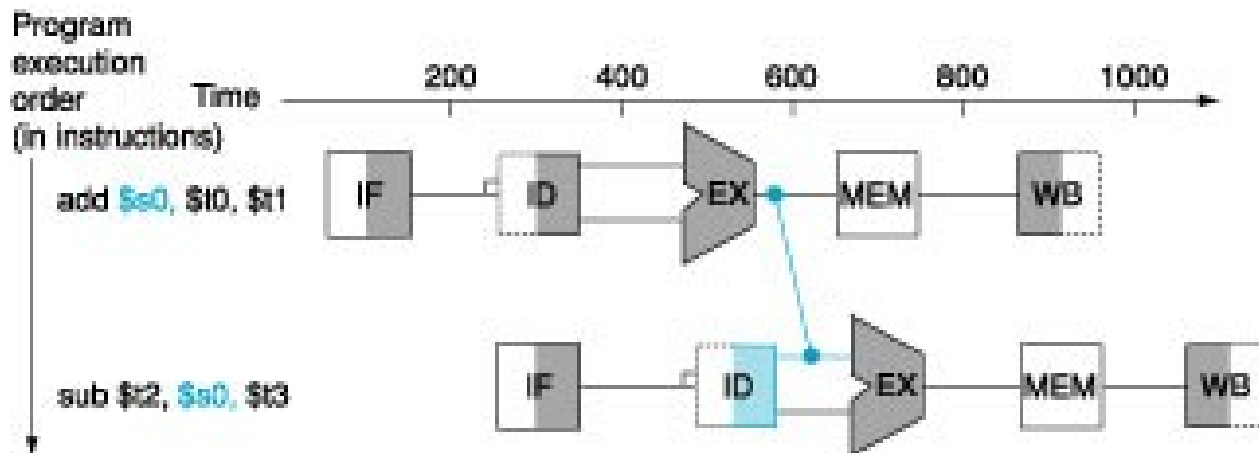 Program
execution
order
(in instructions)
Time
200 400 600 800 1000
add $s0, $t0, $t1
IF ID EX MEM WB
sub $t2, $s0, $t3
IF ID EX MEM WB